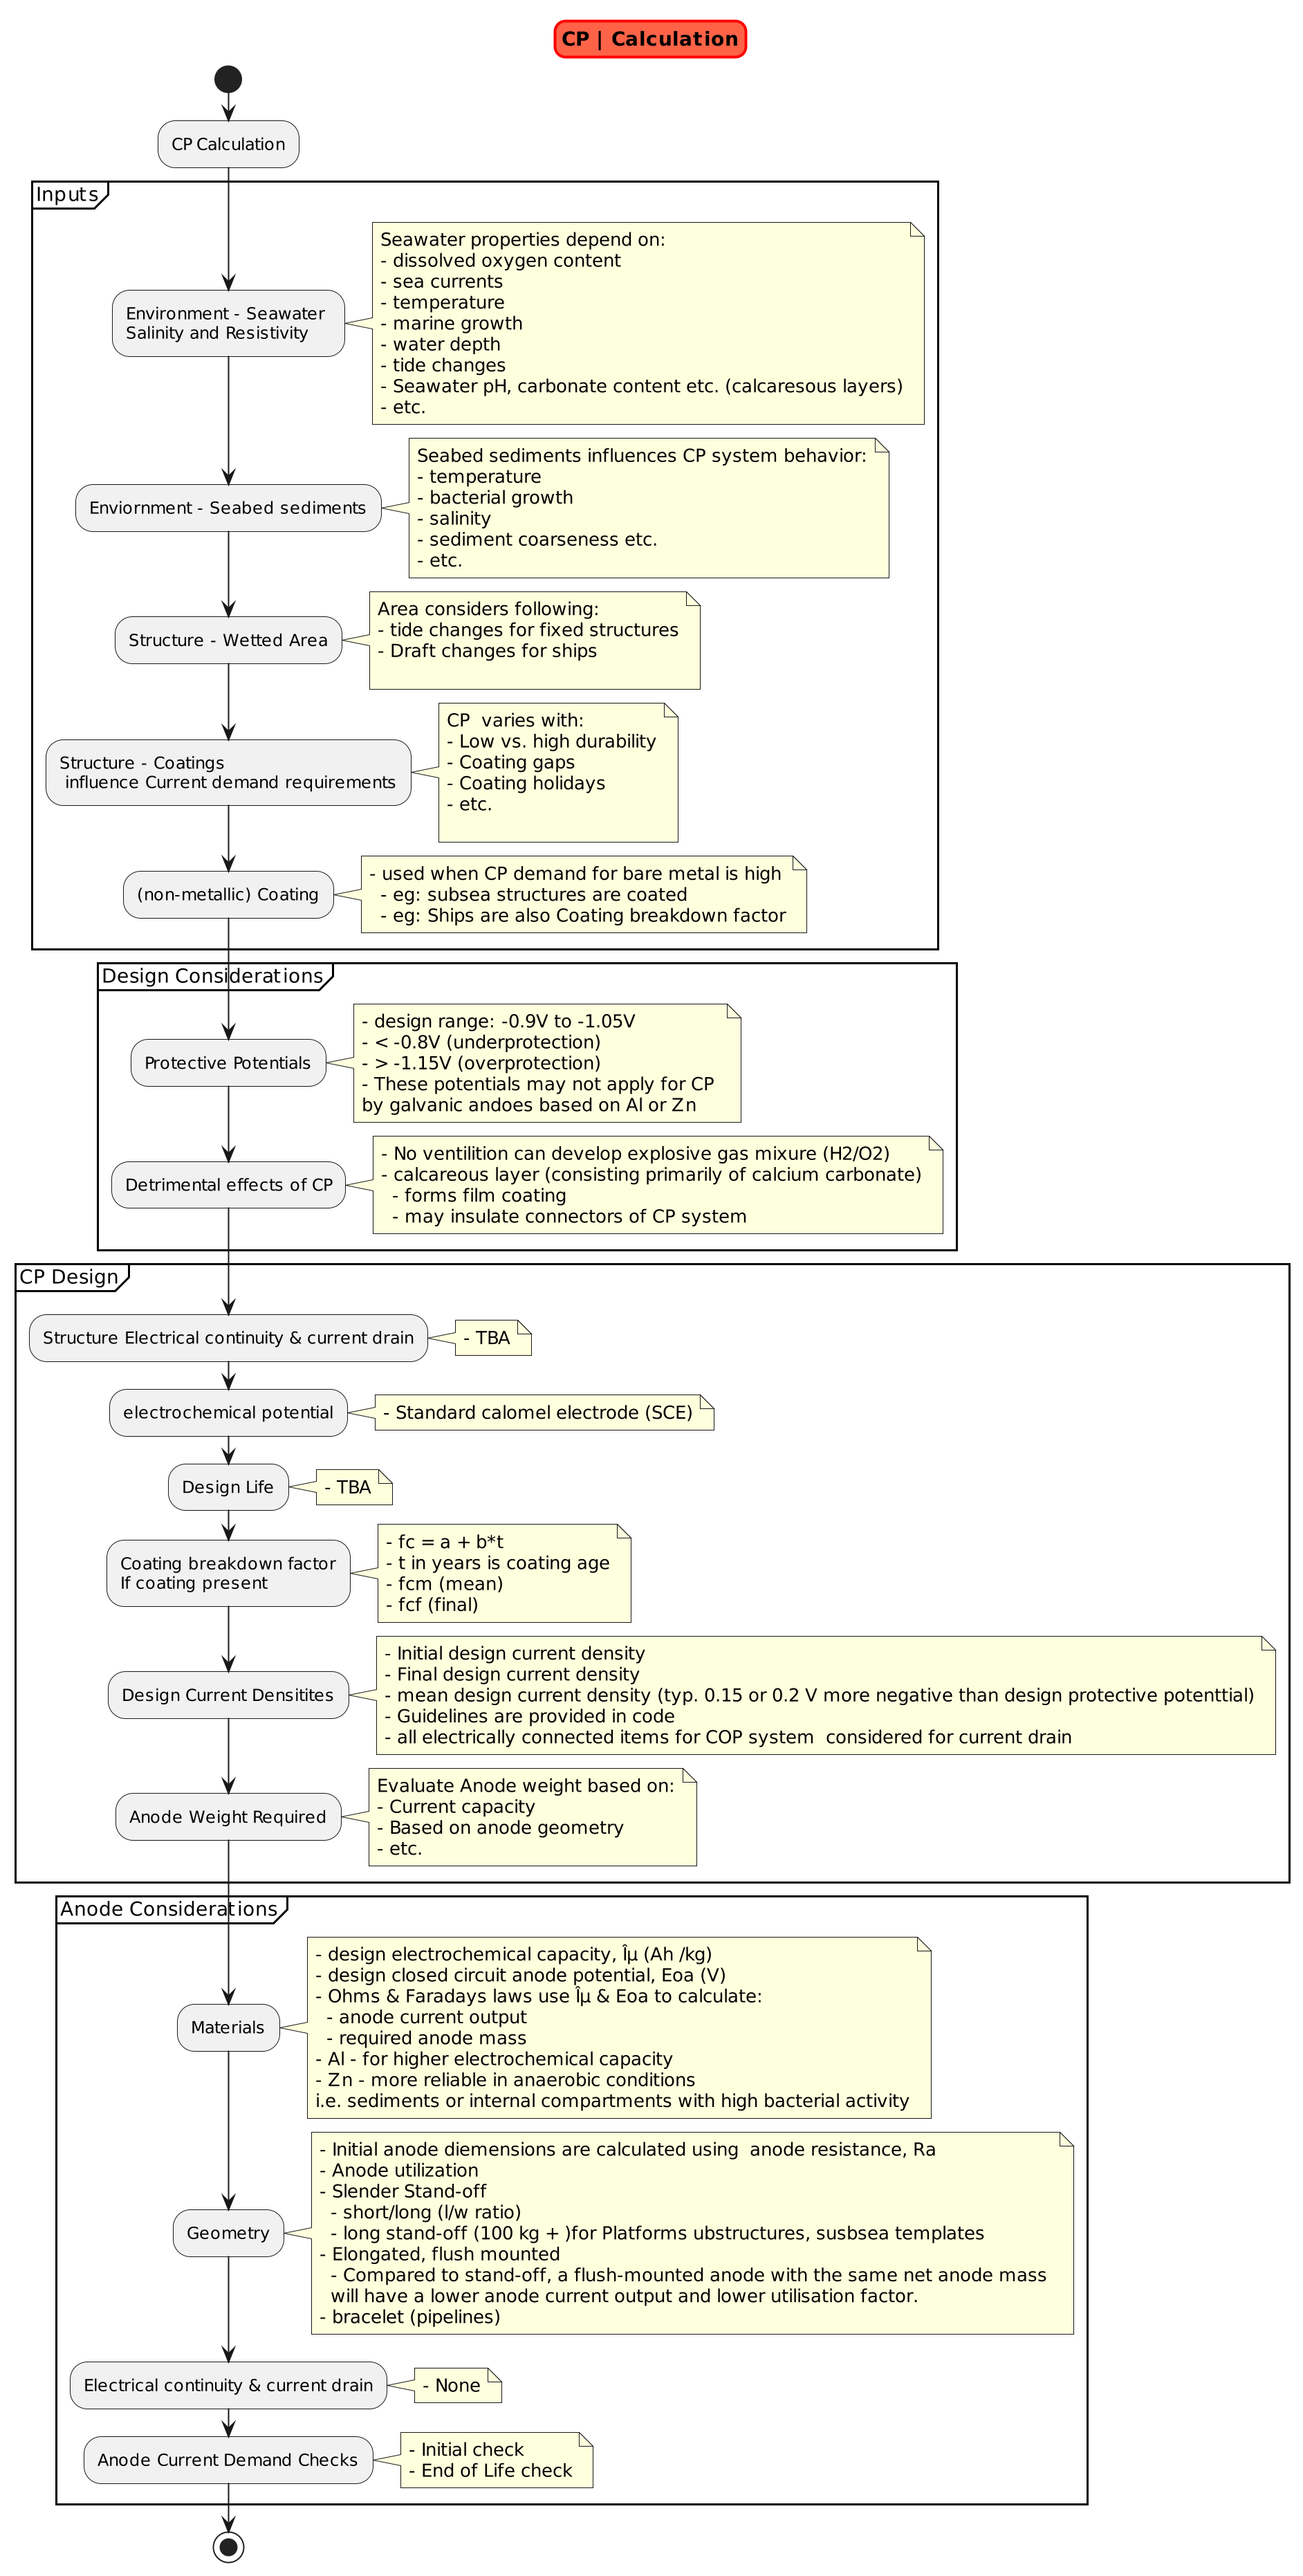 CP | Calculation
CP Calculation
Inputs
Environment - Seawater
Salinity and Resistivity
Seawater properties depend on:
- dissolved oxygen content
- sea currents
- temperature
- marine growth
- water depth
- tide changes
- Seawater pH, carbonate content etc. (calcaresous layers)
- etc.
Enviornment - Seabed sediments
Seabed sediments influences CP system behavior:
- temperature
- bacterial growth
- salinity
- sediment coarseness etc.
- etc.
Structure - Wetted Area
Area considers following:
- tide changes for fixed structures
- Draft changes for ships
Structure - Coatings
influence Current demand requirements
CP  varies with:
- Low vs. high durability
- Coating gaps
- Coating holidays
- etc.
(non-metallic) Coating
- used when CP demand for bare metal is high
- eg: subsea structures are coated
- eg: Ships are also Coating breakdown factor
Design Considerations
Protective Potentials
- design range: -0.9V to -1.05V
- < -0.8V (underprotection)
- > -1.15V (overprotection)
- These potentials may not apply for CP
by galvanic andoes based on Al or Zn
Detrimental effects of CP
- No ventilition can develop explosive gas mixure (H2/O2)
- calcareous layer (consisting primarily of calcium carbonate)
- forms film coating
- may insulate connectors of CP system
CP Design
Structure Electrical continuity & current drain
- TBA
electrochemical potential
- Standard calomel electrode (SCE)
Design Life
- TBA
Coating breakdown factor
If coating present
- fc = a + b*t
- t in years is coating age
- fcm (mean)
- fcf (final)
Design Current Densitites
- Initial design current density
- Final design current density
- mean design current density (typ. 0.15 or 0.2 V more negative than design protective potenttial)
- Guidelines are provided in code
- all electrically connected items for COP system  considered for current drain
Anode Weight Required
Evaluate Anode weight based on:
- Current capacity
- Based on anode geometry
- etc.
Anode Considerations
Materials
- design electrochemical capacity, Îµ (Ah /kg)
- design closed circuit anode potential, Eoa (V)
- Ohms & Faradays laws use Îµ & Eoa to calculate:
- anode current output
- required anode mass
- Al - for higher electrochemical capacity
- Zn - more reliable in anaerobic conditions
i.e. sediments or internal compartments with high bacterial activity
Geometry
- Initial anode diemensions are calculated using  anode resistance, Ra
- Anode utilization
- Slender Stand-off
- short/long (l/w ratio)
- long stand-off (100 kg + )for Platforms ubstructures, susbsea templates
- Elongated, flush mounted
- Compared to stand-off, a flush-mounted anode with the same net anode mass
will have a lower anode current output and lower utilisation factor.
- bracelet (pipelines)
Electrical continuity & current drain
- None
Anode Current Demand Checks
- Initial check
- End of Life check